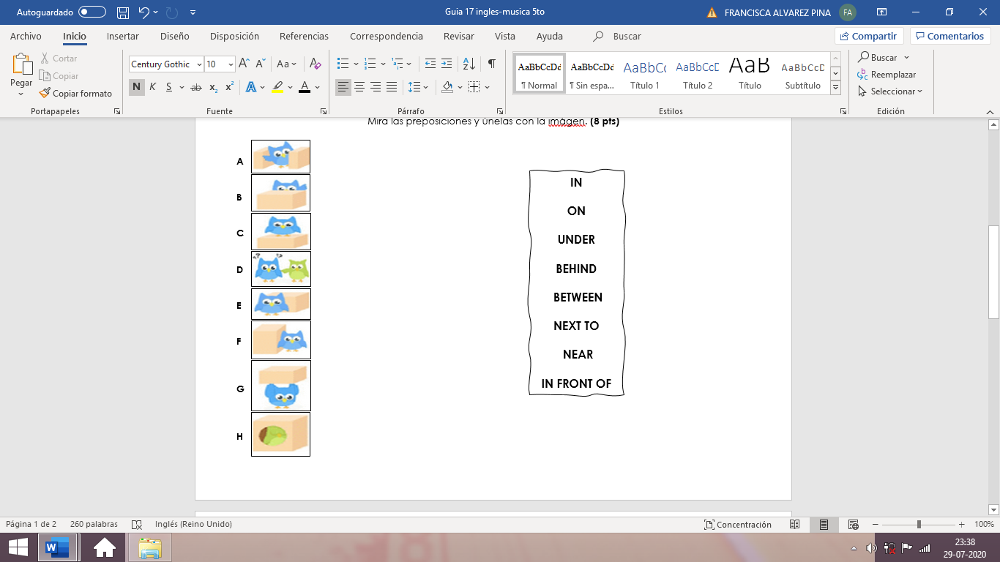 Autoguardado
Guia 17 ingles-musica 5to
FRANCISCA ALVAREZ PINA FA
Archivo Inicio Insertar Diseño Disposición Referencias Correspondencia Revisar Vista Ayuda Buscar
Compartir Comentarios
Pegar
Cortar
Copiar
Copiar formato
Portapapeles
Century Gothic 10
N K S ab x₂ x²
Fuente
Párrafo
AaBbCcDd AaBbCcDd AaBbCc AaBbCcD AaB AaBbCcD
¶ Normal ¶ Sin espa... Título 1 Título 2 Título Subtítulo
Estilos
Buscar
Reemplazar
Seleccionar
Edición
Mira las preposiciones y únelas con la imágen. (8 pts)
A
B
C
D
E
F
G
H
IN
ON
UNDER
BEHIND
BETWEEN
NEXT TO
NEAR
IN FRONT OF
Página 1 de 2 260 palabras Inglés (Reino Unido) Concentración 100%
23:38
29-07-2020